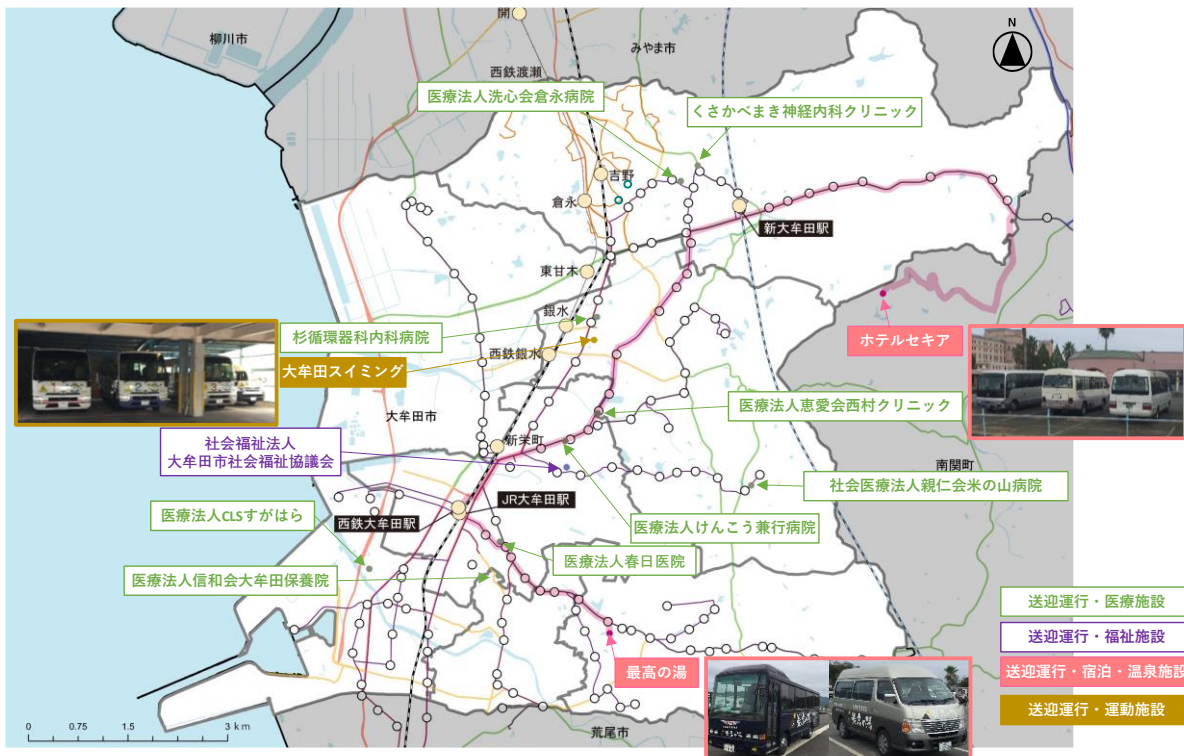 開
柳川市
みやま市
N
西鉄渡瀬
医療法人洗心会倉永病院
くさかべまき神経内科クリニック
吉野
倉永
新大牟田駅
東甘木
銀水
杉循環器科内科病院
ホテルセキア
西鉄銀水
大牟田スイミング
医療法人恵愛会西村クリニック
大牟田市
新栄町
社会福祉法人
大牟田市社会福祉協議会
南関町
社会医療法人親仁会米の山病院
JR大牟田駅
医療法人CLSすがはら
西鉄大牟田駅
医療法人けんこう兼行病院
医療法人春日医院
医療法人信和会大牟田保養院
送迎運行・医療施設
送迎運行・福祉施設
最高の湯
送迎運行・宿泊・温泉施設
送迎運行・運動施設
0 0.75 1.5 3 km
荒尾市